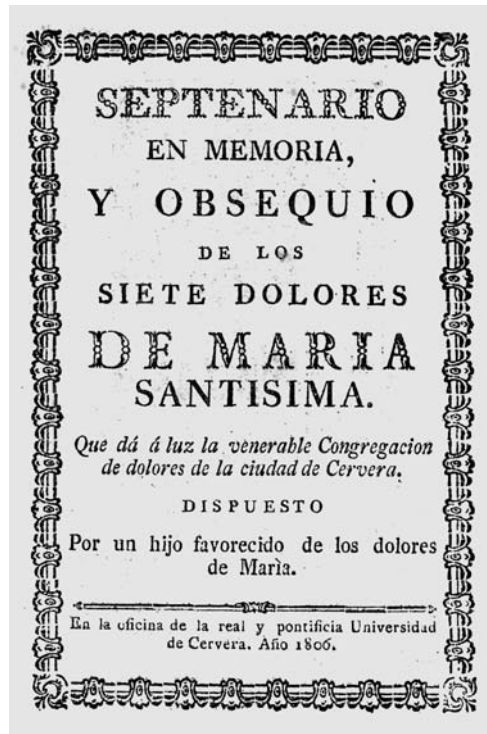 SEPTENARIO
EN MEMORIA,
Y OBSEQUIO
DE LOS
SIETE DOLORES
DE MARIA
SANTISIMA.
Que dá á luz la venerable Congregacion
de dolores de la ciudad de Cervera.
DISPUESTO
Por un hijo favorecido de los dolores
de Marìa.
En la oficina de la real y pontificia Universidad
de Cervera. Año 1806.